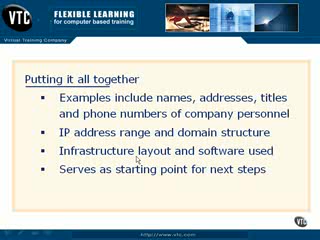 VTC
FLEXIBLE LEARNING
for computer based training
Virtual Training Company
Putting it all together
Examples include names, addresses, titles
and phone numbers of company personnel
IP address range and domain structure
Infrastructure layout and software used
Serves as starting point for next steps
http://www.vtc.com
VTC